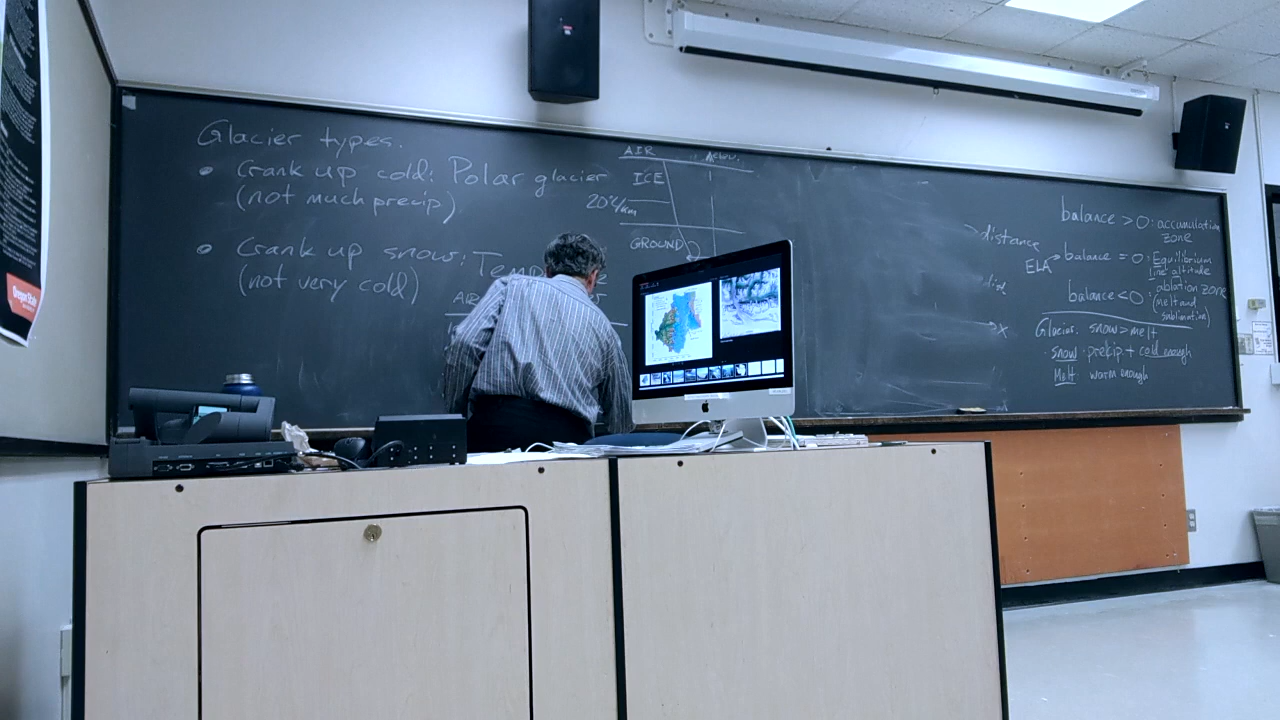 Glacier types.
• Crank up cold: Polar glacier
(not much precip)
• Crank up snow: Temp
(not very cold)
AIR
ICE
20°/km
GROUND
distance
balance > 0: accumulation
zone
ELA balance = 0: Equilibrium
line altitude
balance < 0: ablation zone
(melt and
sublimation)
Glacier: snow > melt
snow: precip + cold enough
Melt: warm enough
Oregon State